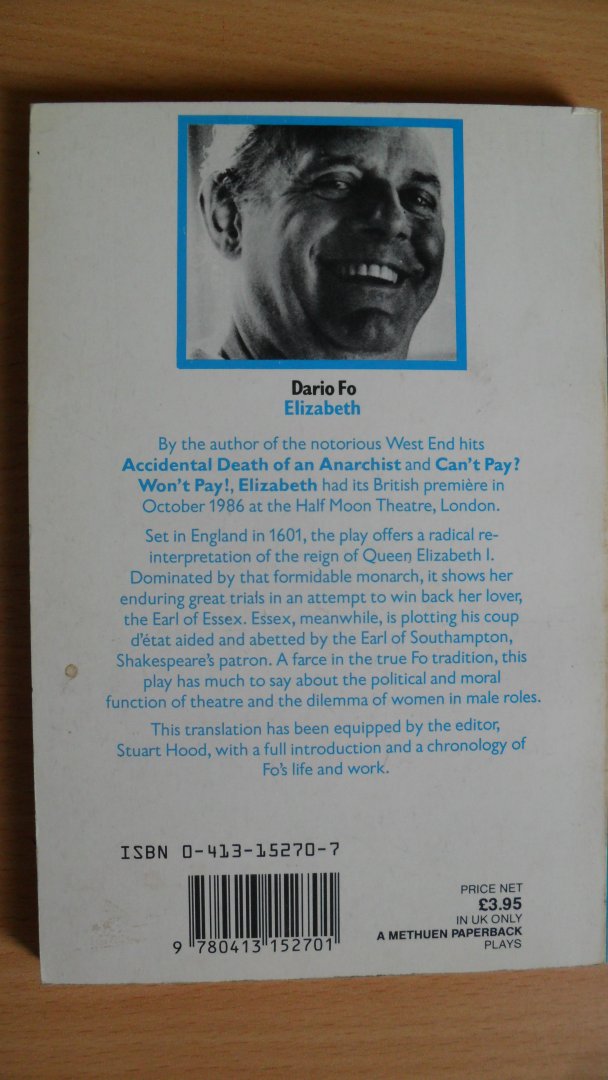 Dario Fo
Elizabeth
By the author of the notorious West End hits
Accidental Death of an Anarchist and Can't Pay?
Won't Pay!, Elizabeth had its British première in
October 1986 at the Half Moon Theatre, London.
Set in England in 1601, the play offers a radical re-
interpretation of the reign of Queen Elizabeth I.
Dominated by that formidable monarch, it shows her
enduring great trials in an attempt to win back her lover,
the Earl of Essex. Essex, meanwhile, is plotting his coup
d'état aided and abetted by the Earl of Southampton,
Shakespeare's patron. A farce in the true Fo tradition, this
play has much to say about the political and moral
function of theatre and the dilemma of women in male roles.
This translation has been equipped by the editor,
Stuart Hood, with a full introduction and a chronology of
Fo's life and work.
ISBN 0-413-15270-7
9 780413 152701
PRICE NET
£3.95
IN UK ONLY
A METHUEN PAPERBACK
PLAYS